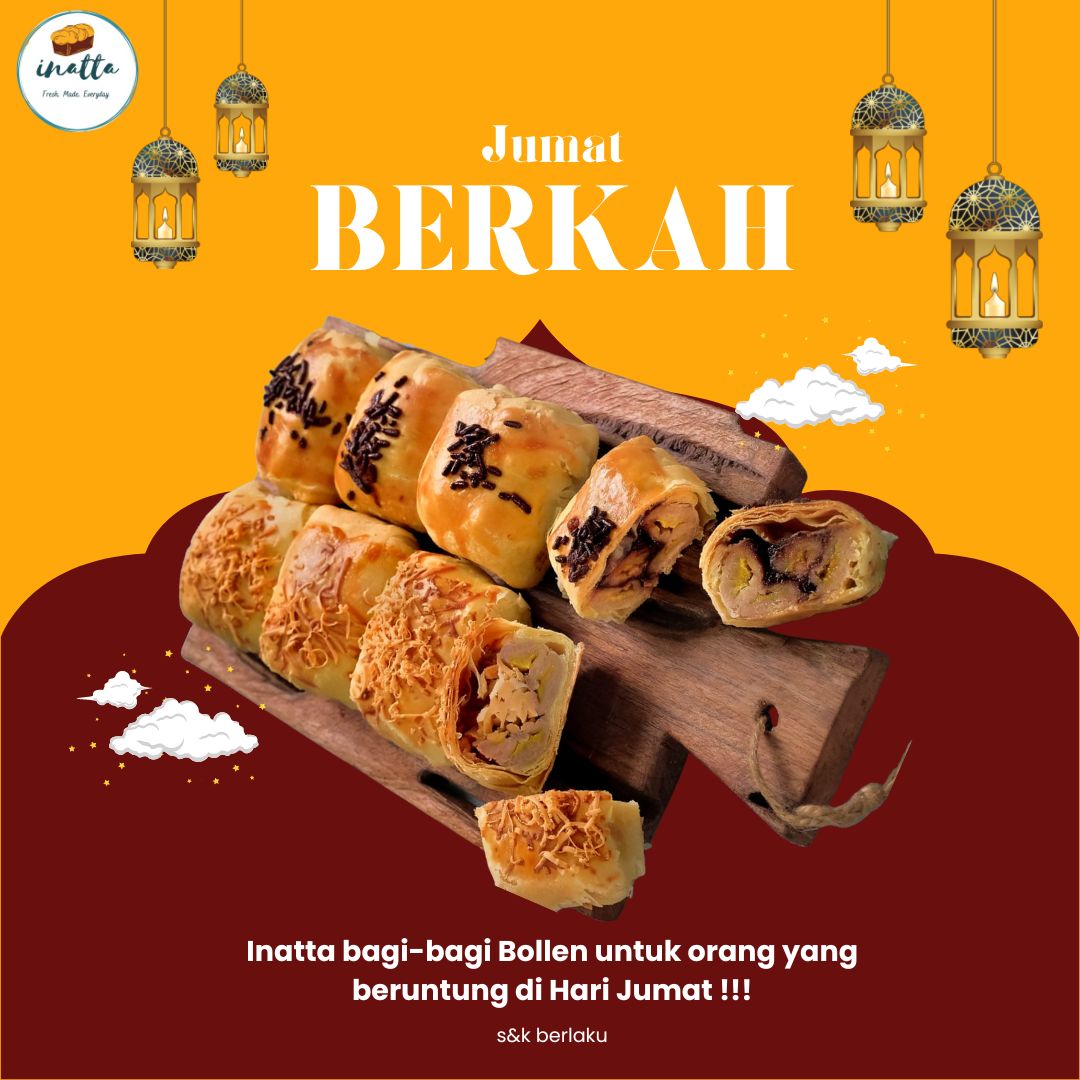 inatta
Fresh. Made. Everyday
Jumat
BERKAH
Inatta bagi-bagi Bollen untuk orang yang
beruntung di Hari Jumat !!!
s&k berlaku